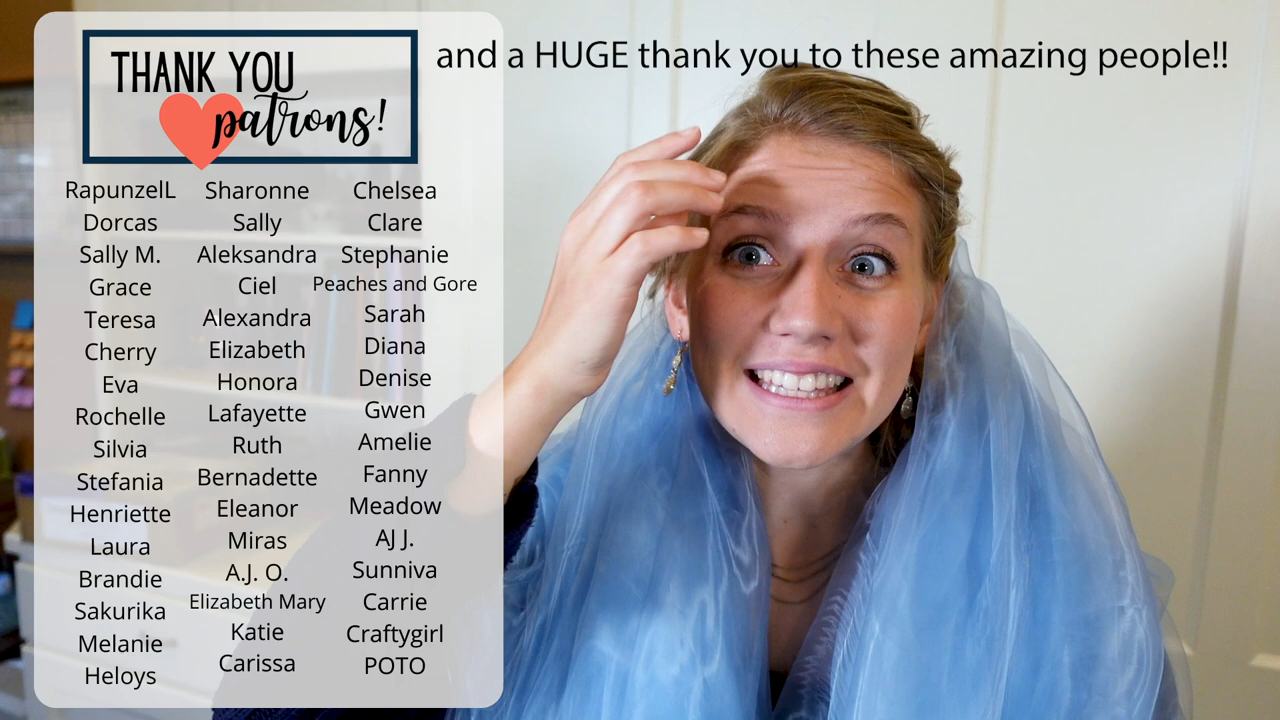 THANK YOU
patrons!
and a HUGE thank you to these amazing people!!
RapunzelL
Dorcas
Sally M.
Grace
Teresa
Cherry
Eva
Rochelle
Silvia
Stefania
Henriette
Laura
Brandie
Sakurika
Melanie
Heloys
Sharonne
Sally
Aleksandra
Ciel
Alexandra
Elizabeth
Honora
Lafayette
Ruth
Bernadette
Eleanor
Miras
A.J. O.
Elizabeth Mary
Katie
Carissa
Chelsea
Clare
Stephanie
Peaches and Gore
Sarah
Diana
Denise
Gwen
Amelie
Fanny
Meadow
AJ J.
Sunniva
Carrie
Craftygirl
POTO